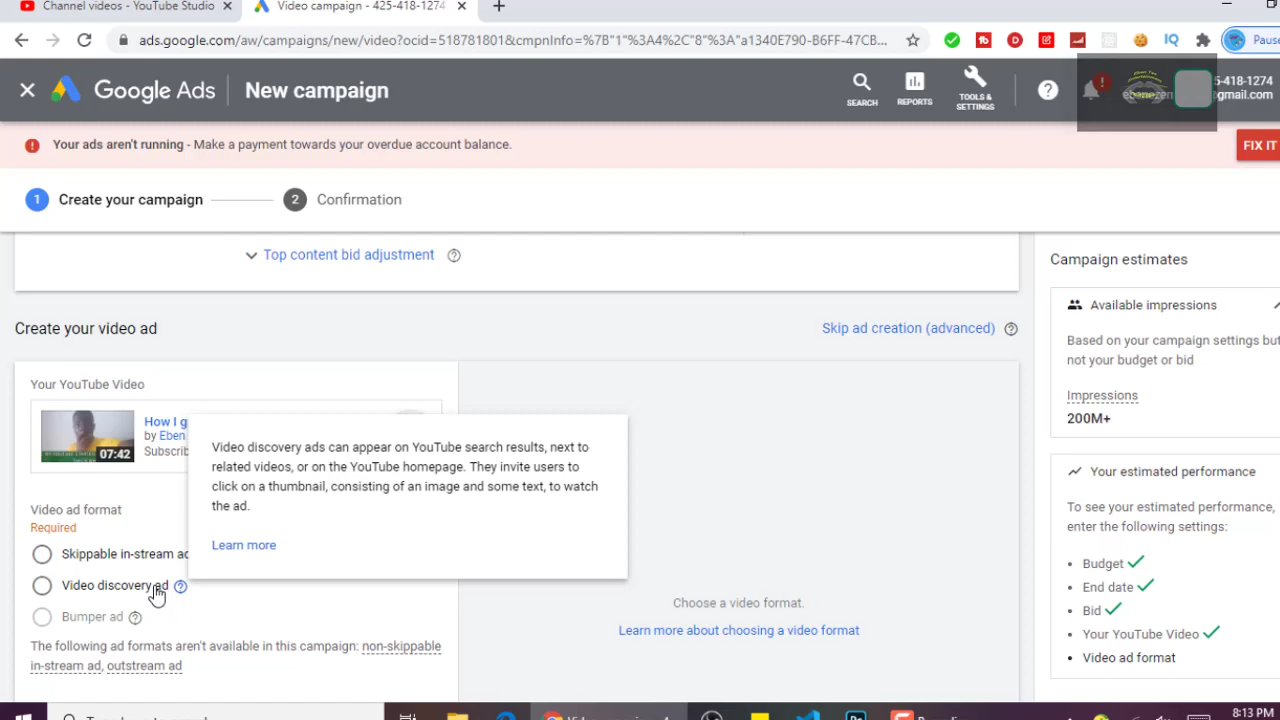 Channel videos - YouTube Studio
Video campaign - 425-418-1274
ads.google.com/aw/campaigns/new/video?ocid=518781801&cmpnInfo=%7B"1"%3A4%2C"8"%3A"a1340E790-B6FF-47CB...
Pause
Google Ads
New campaign
SEARCH
REPORTS
TOOLS &
SETTINGS
5-418-1274
@gmail.com
Your ads aren't running - Make a payment towards your overdue account balance.
FIX IT
1 Create your campaign
2 Confirmation
Top content bid adjustment
Create your video ad
Skip ad creation (advanced)
Your YouTube Video
How I g
by Eben
Subscrib
07:42
Video discovery ads can appear on YouTube search results, next to
related videos, or on the YouTube homepage. They invite users to
click on a thumbnail, consisting of an image and some text, to watch
the ad.
Learn more
Video ad format
Required
Skippable in-stream ad
Video discovery ad
Bumper ad
The following ad formats aren't available in this campaign: non-skippable
in-stream ad, outstream ad
Choose a video format.
Learn more about choosing a video format
Campaign estimates
Available impressions
Based on your campaign settings but
not your budget or bid
Impressions
200M+
Your estimated performance
To see your estimated performance,
enter the following settings:
• Budget
• End date
• Bid
• Your YouTube Video
• Video ad format
8:13 PM